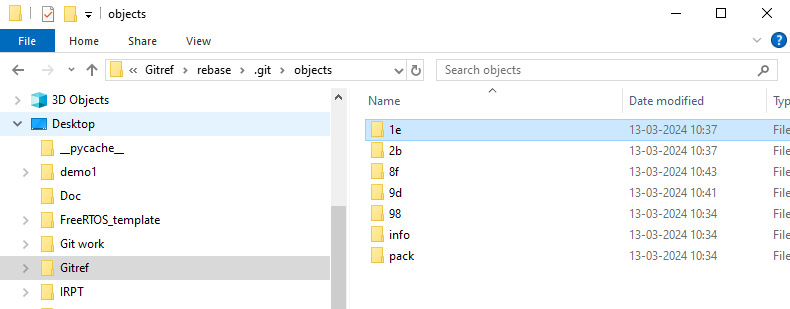 objects
File Home Share View
« Gitref > rebase > .git > objects Search objects
3D Objects
Desktop
__pycache__
demo1
Doc
FreeRTOS_template
Git work
Gitref
IRPT
Name Date modified Typ
1e 13-03-2024 10:37 File
2b 13-03-2024 10:37 File
8f 13-03-2024 10:43 File
9d 13-03-2024 10:41 File
98 13-03-2024 10:34 File
info 13-03-2024 10:34 File
pack 13-03-2024 10:34 File